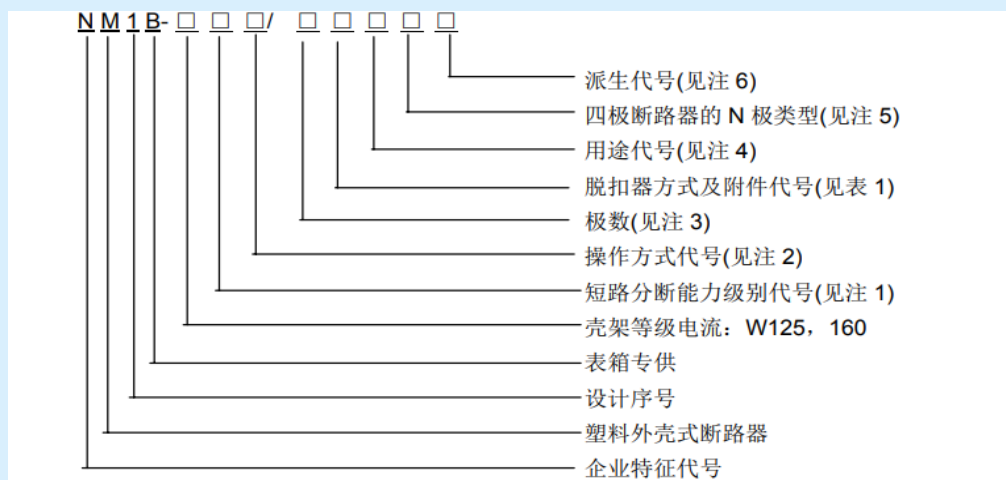 NM1B-□□□/ □□□□□
派生代号(见注 6)
四极断路器的 N 极类型(见注 5)
用途代号(见注 4)
脱扣器方式及附件代号(见表 1)
极数(见注 3)
操作方式代号(见注 2)
短路分断能力级别代号(见注 1)
壳架等级电流：W125，160
表箱专供
设计序号
塑料外壳式断路器
企业特征代号